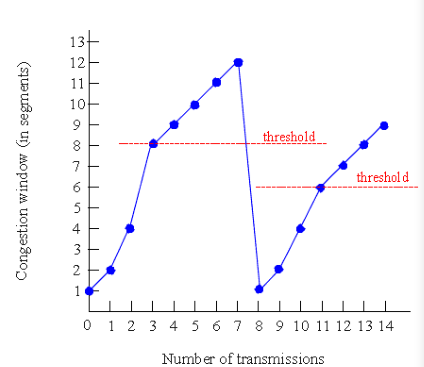 Congestion window (in segments)
13
12
11
10
9
8
7
6
5
4
3
2
1
threshold
threshold
0 1 2 3 4 5 6 7 8 9 10 11 12 13 14
Number of transmissions